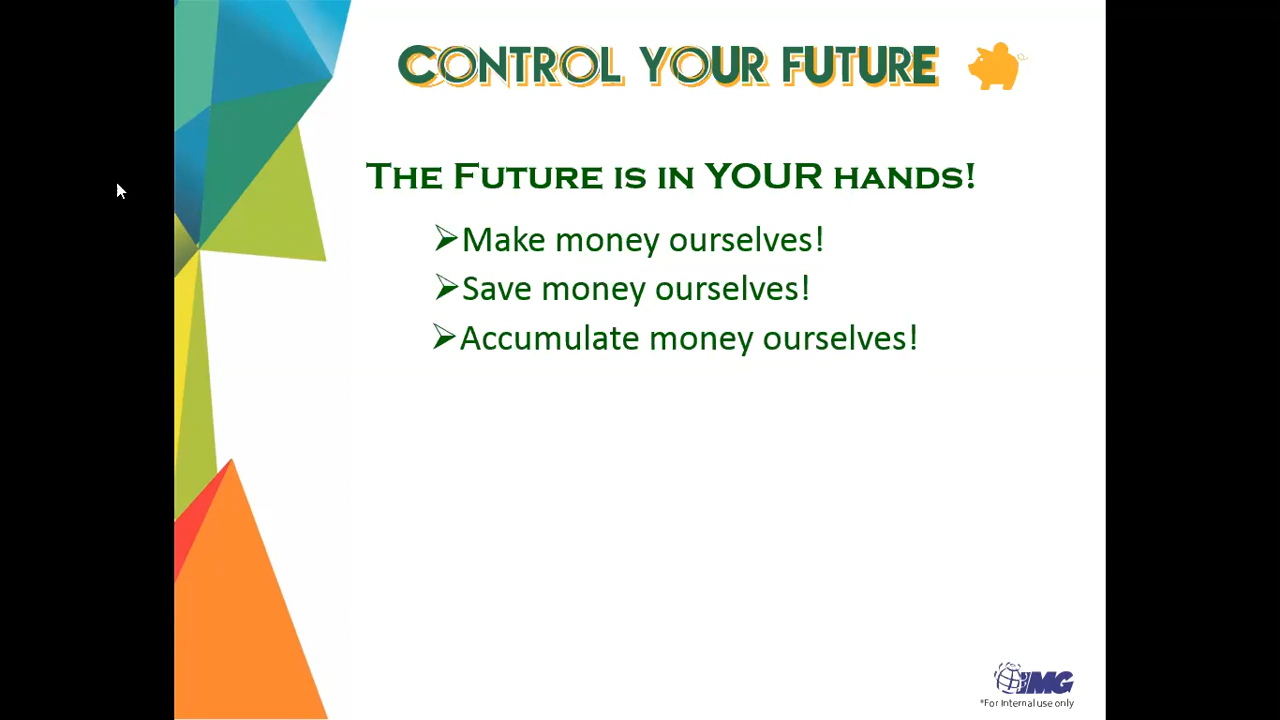 CONTROL YOUR FUTURE
THE FUTURE IS IN YOUR HANDS!
➢Make money ourselves!
➢Save money ourselves!
➢Accumulate money ourselves!
IMG
*For Internal use only